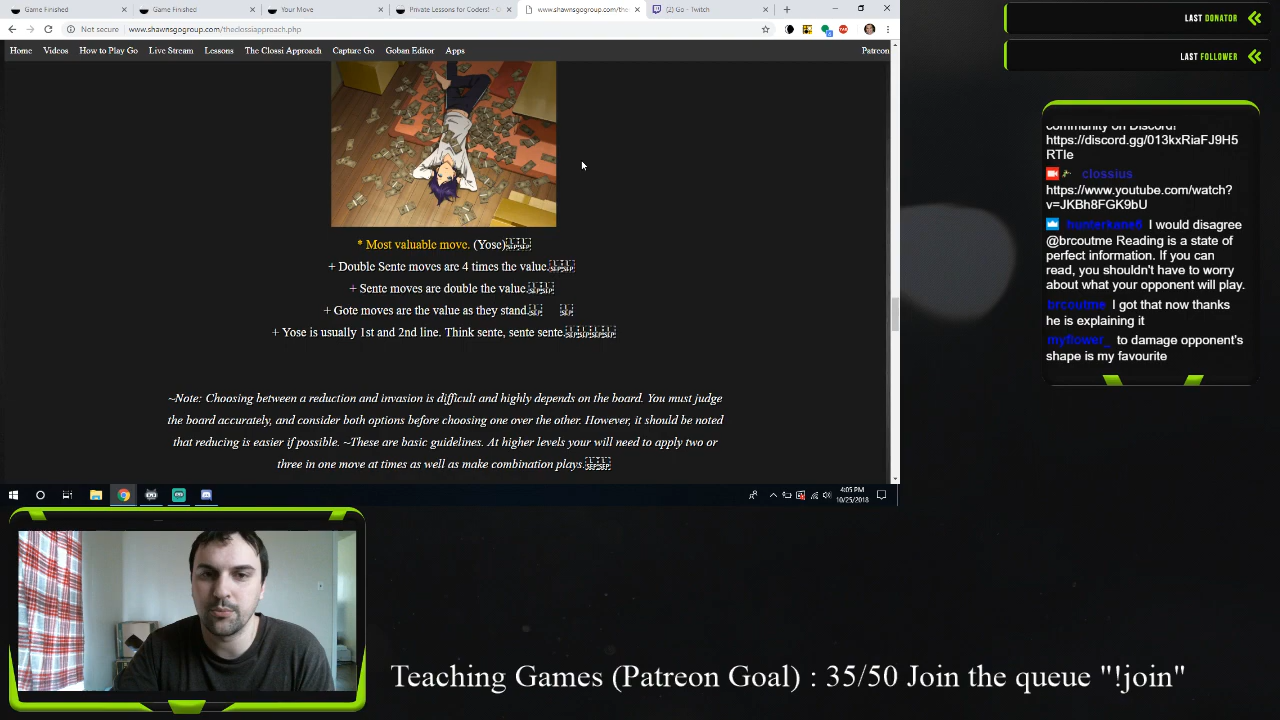 Game Finished
Game Finished
Your Move
Private Lessons for Coders!
www.shawnsgogroup.com/the
(2) Go - Twitch
Not secure
www.shawnsgogroup.com/theclossiapproach.php
Home
Videos
How to Play Go
Live Stream
Lessons
The Clossi Approach
Capture Go
Goban Editor
Apps
Patreon
* Most valuable move. (Yose)
+ Double Sente moves are 4 times the value.
+ Sente moves are double the value.
+ Gote moves are the value as they stand.
+ Yose is usually 1st and 2nd line. Think sente, sente sente.
~Note: Choosing between a reduction and invasion is difficult and highly depends on the board. You must judge
the board accurately, and consider both options before choosing one over the other. However, it should be noted
that reducing is easier if possible. ~These are basic guidelines. At higher levels your will need to apply two or
three in one move at times as well as make combination plays.
4:05 PM
10/25/2018
LAST DONATOR
LAST FOLLOWER
community on Discord!
https://discord.gg/013kxRiaFJ9H5
RTIe
clossius
https://www.youtube.com/watch?
v=JKBh8FGK9bU
hunterkane6 I would disagree
@brcoutme Reading is a state of
perfect information. If you can
read, you shouldn't have to worry
about what your opponent will play.
brcoutme I got that now thanks
he is explaining it
myflower_ to damage opponent's
shape is my favourite
Teaching Games (Patreon Goal) : 35/50 Join the queue "!join"